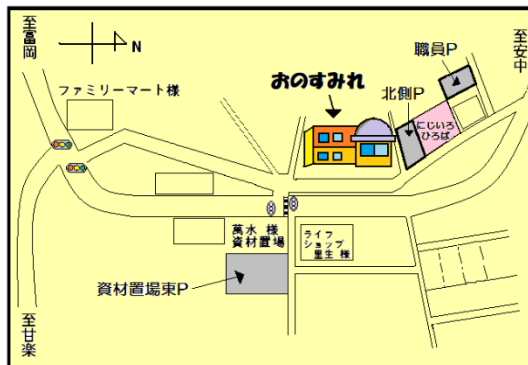 至富岡
N
ファミリーマート様
おのすみれ
職員P
北側P
にじいろ
ひろば
至安中
萬水 様
資材置場
ライフ
ショップ
里生 様
資材置場東P
至甘楽